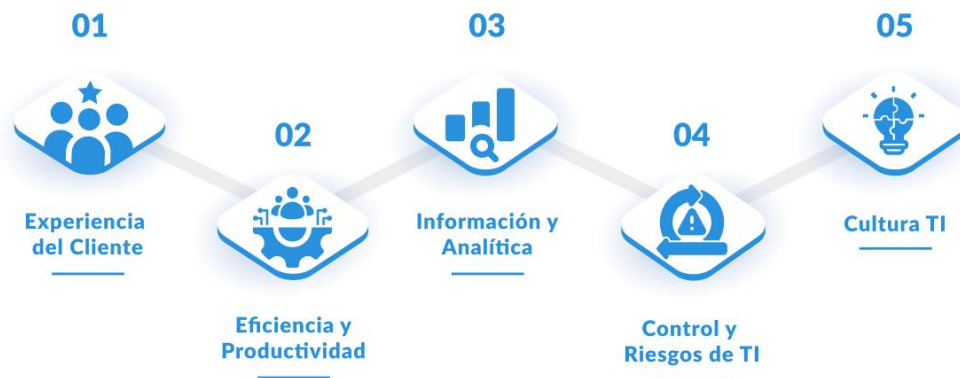 01
Experiencia
del Cliente
02
Eficiencia y
Productividad
03
Información y
Analítica
04
Control y
Riesgos de TI
05
Cultura TI